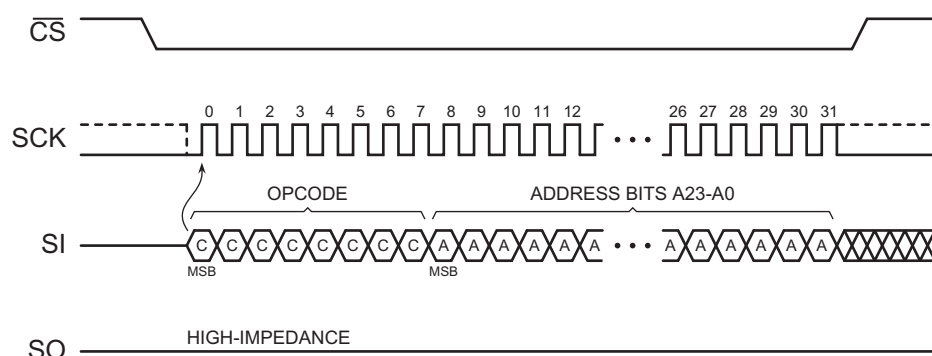 CS
SCK
0 1 2 3 4 5 6 7 8 9 10 11 12 • • • 26 27 28 29 30 31
OPCODE
ADDRESS BITS A23-A0
SI
C C C C C C C C A A A A A A • • • A A A A A A
MSB
MSB
SO
HIGH-IMPEDANCE